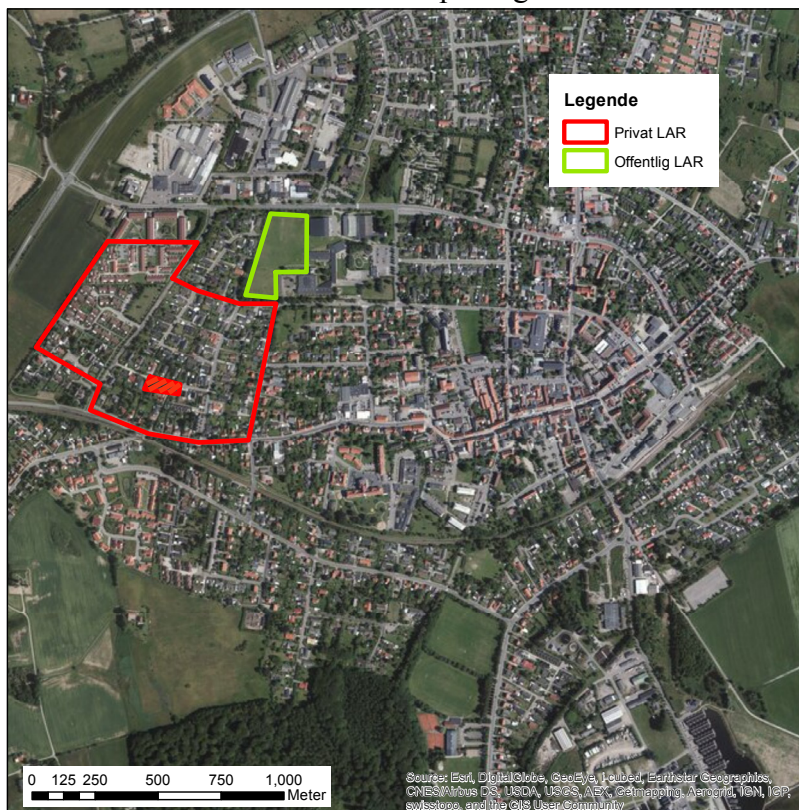 Legende
Privat LAR
Offentlig LAR
0 125 250 500 750 1,000
Meter
Source: Esri, DigitalGlobe, GeoEye, i-cubed, Earthstar Geographics,
CNES/Airbus DS, USDA, USGS, AEX, Getmapping, Aerogrid, IGN, IGP,
swisstopo, and the GIS User Community